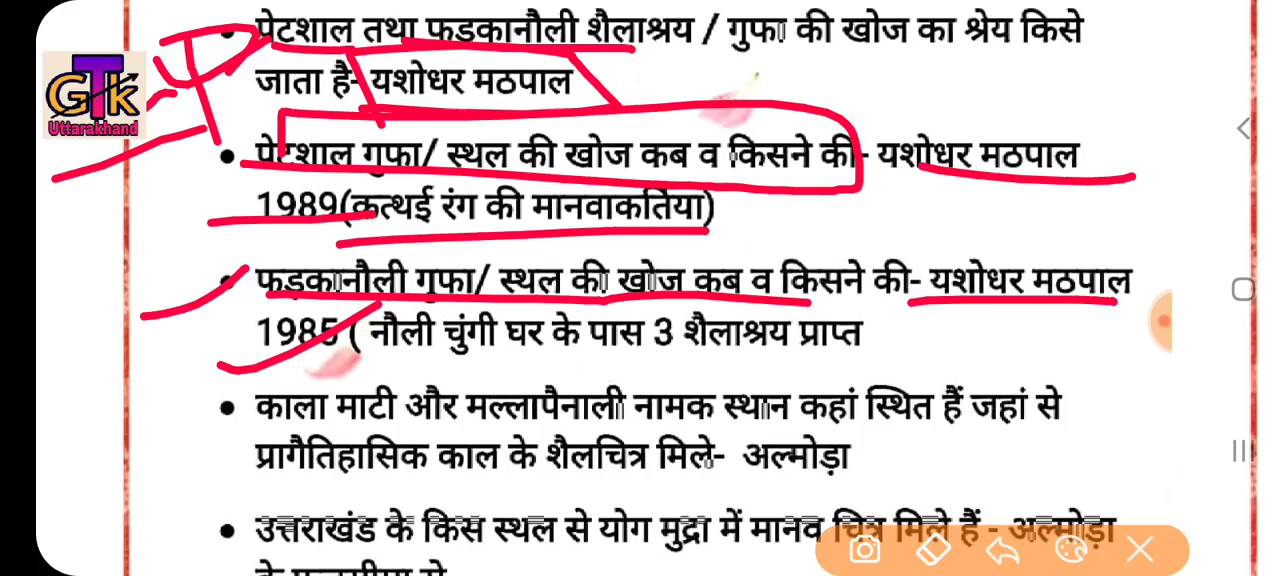 पेटशाल तथा फडकानौली शैलाश्रय / गुफा की खोज का श्रेय किसे
जाता है- यशोधर मठपाल
GTK
Uttarakhand
पेटशाल गुफा/ स्थल की खोज कब व किसने की- यशोधर मठपाल
1989(कत्थई रंग की मानवाकर्तिया)
फड़कानौली गुफा/ स्थल की खोज कब व किसने की- यशोधर मठपाल
1985 ( नौली चुंगी घर के पास 3 शैलाश्रय प्राप्त
काला माटी और मल्लापैनाली नामक स्थान कहां स्थित हैं जहां से
प्रागैतिहासिक काल के शैलचित्र मिले- अल्मोड़ा
उत्तराखंड के किस स्थल से योग मुद्रा में मानव चित्र मिले हैं - अल्मोड़ा